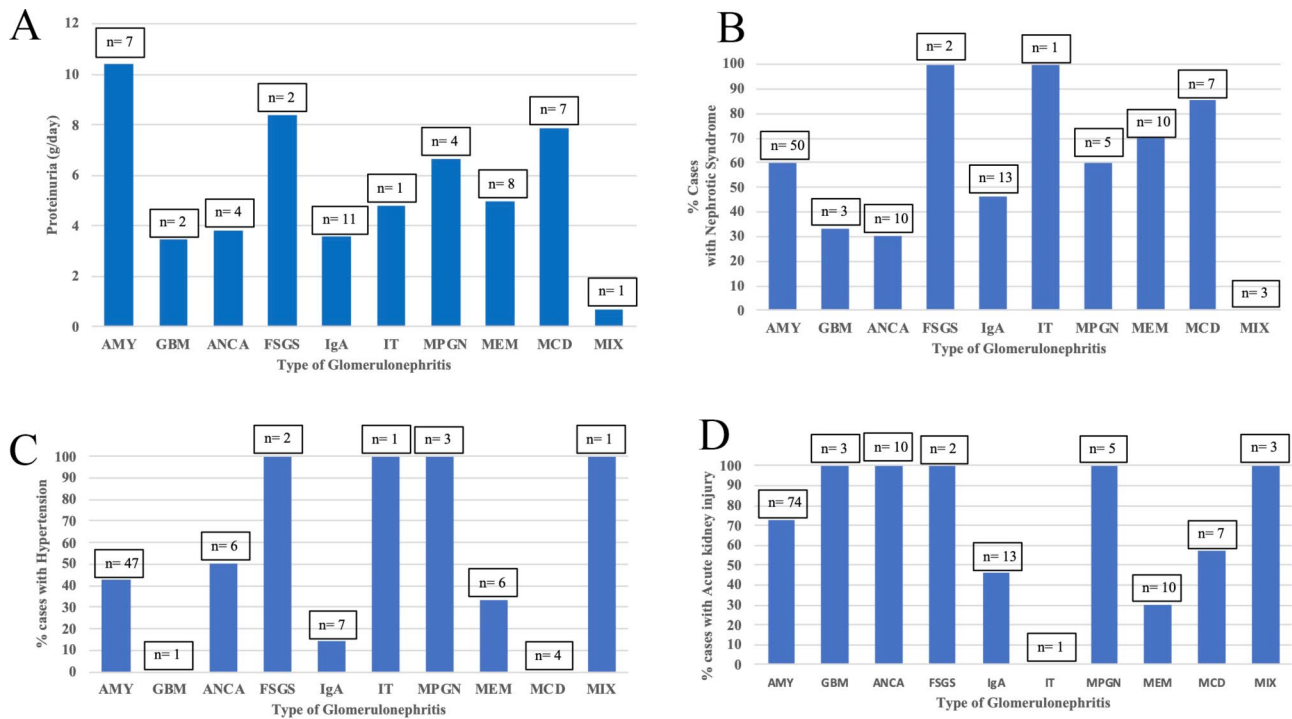 A
Proteinuria (g/day)
12
10
8
6
4
2
0
n= 7
n= 2
n= 4
n= 2
n= 11
n= 1
n= 4
n= 8
n= 7
n= 1
AMY GBM ANCA FSGS IgA IT MPGN MEM MCD MIX
Type of Glomerulonephritis
B
% Cases
with Nephrotic Syndrome
100
90
80
70
60
50
40
30
20
10
0
n= 50
n= 3
n= 10
n= 2
n= 13
n= 1
n= 5
n= 10
n= 7
n= 3
AMY GBM ANCA FSGS IgA IT MPGN MEM MCD MIX
Type of Glomerulonephritis
C
% cases with Hypertension
100
90
80
70
60
50
40
30
20
10
0
n= 47
n= 1
n= 6
n= 2
n= 7
n= 1
n= 3
n= 6
n= 4
n= 1
AMY GBM ANCA FSGS IgA IT MPGN MEM MCD MIX
Type of Glomerulonephritis
D
% cases with Acute kidney injury
100
90
80
70
60
50
40
30
20
10
0
n= 74
n= 3
n= 10
n= 2
n= 13
n= 1
n= 5
n= 10
n= 7
n= 3
AMY GBM ANCA FSGS IgA IT MPGN MEM MCD MIX
Type of Glomerulonephritis